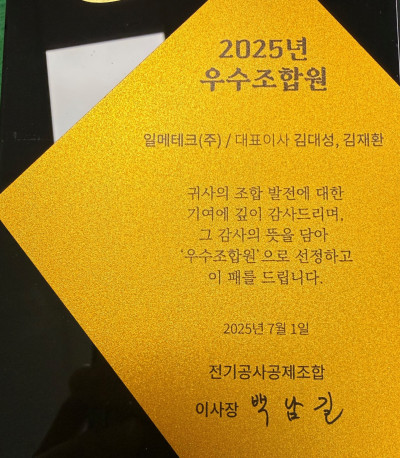 2025년
우수조합원
일메테크(주) / 대표이사 김대성, 김재환
귀사의 조합 발전에 대한
기여에 깊이 감사드리며,
그 감사의 뜻을 담아
‘우수조합원’으로 선정하고
이 패를 드립니다.
2025년 7월 1일
전기공사공제조합
이사장 백남길